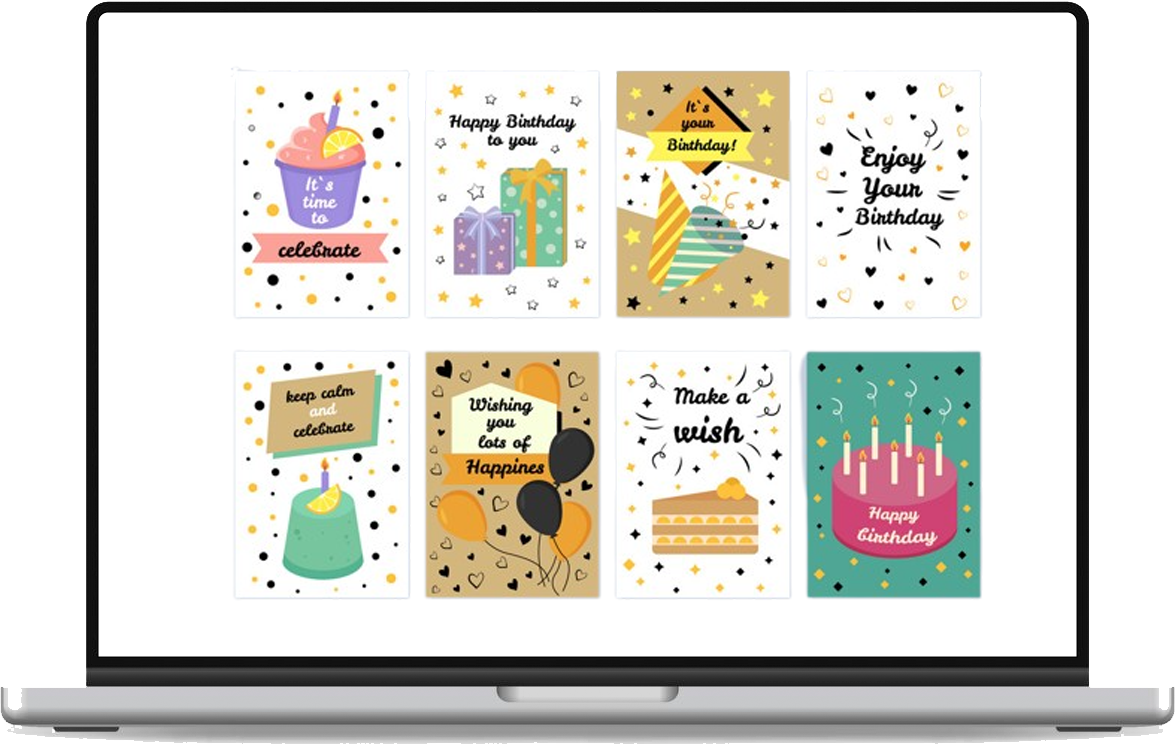 It`s
time
to
celebrate
Happy Birthday
to you
It`s
your
Birthday!
Enjoy
Your
Birthday
keep calm
and
celebrate
Wishing
you
lots of
Happines
Make a
wish
Happy
birthday